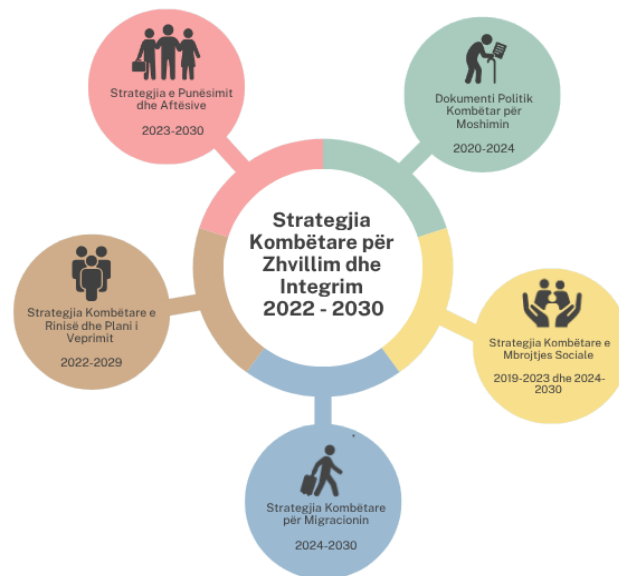 Strategjia e Punësimit
dhe Aftësive
2023-2030
Dokumenti Politik
Kombëtar për
Moshimin
2020-2024
Strategjia
Kombëtare për
Zhvillim dhe
Integrim
2022 - 2030
Strategjia Kombëtare e
Rinisë dhe Plani i
Veprimit
2022-2029
Strategjia Kombëtare e
Mbrojtjes Sociale
2019-2023 dhe 2024-
2030
Strategjia Kombëtare
për Migracionin
2024-2030